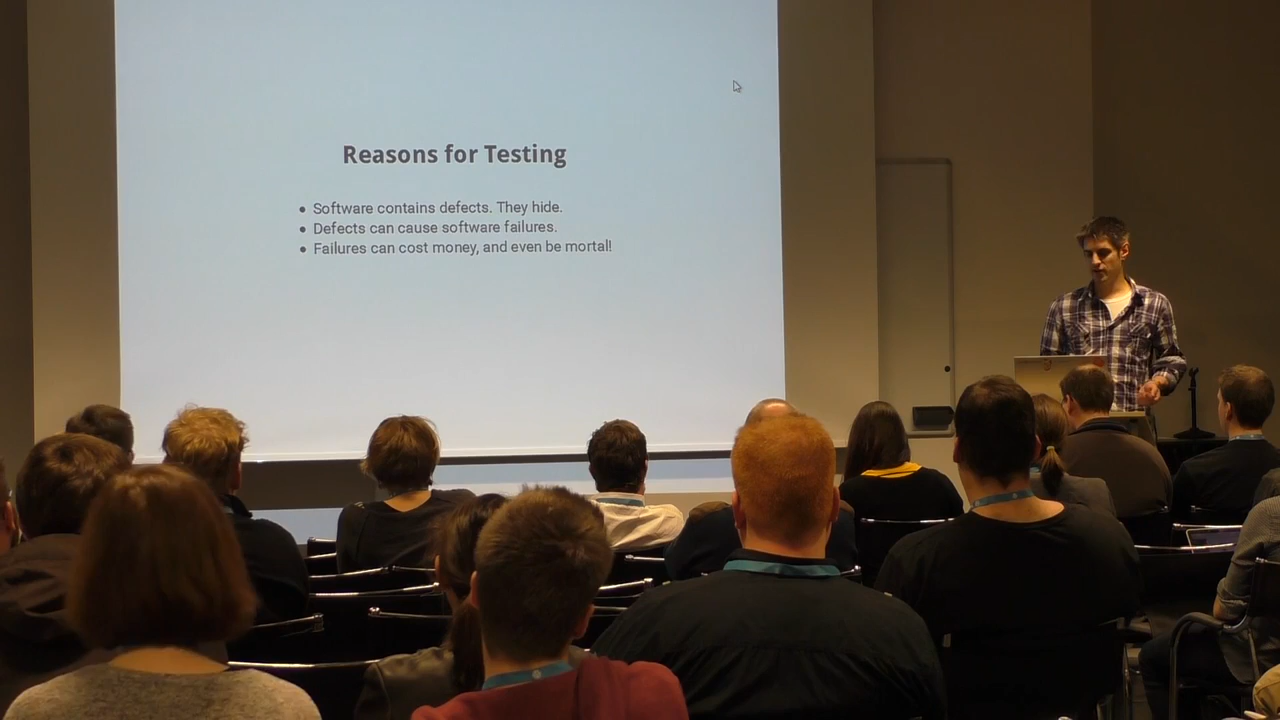 Reasons for Testing
Software contains defects. They hide.
Defects can cause software failures.
Failures can cost money, and even be mortal!